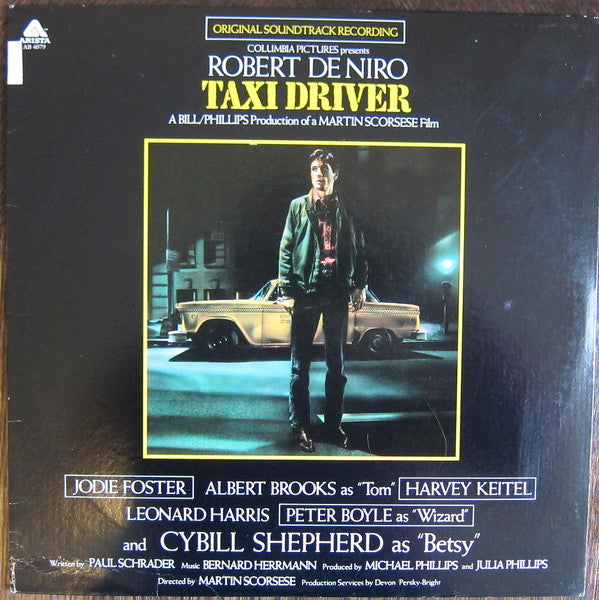 ARISTA
AB 4079
ORIGINAL SOUNDTRACK RECORDING
COLUMBIA PICTURES presents
ROBERT DE NIRO
TAXI DRIVER
A BILL/PHILLIPS Production of a MARTIN SCORSESE Film
JODIE FOSTER ALBERT BROOKS as "Tom" HARVEY KEITEL
LEONARD HARRIS PETER BOYLE as "Wizard"
and CYBILL SHEPHERD as "Betsy"
Written by PAUL SCHRADER Music BERNARD HERRMANN Produced by MICHAEL PHILLIPS and JULIA PHILLIPS
Directed by MARTIN SCORSESE Production Services by Devon Persky-Bright